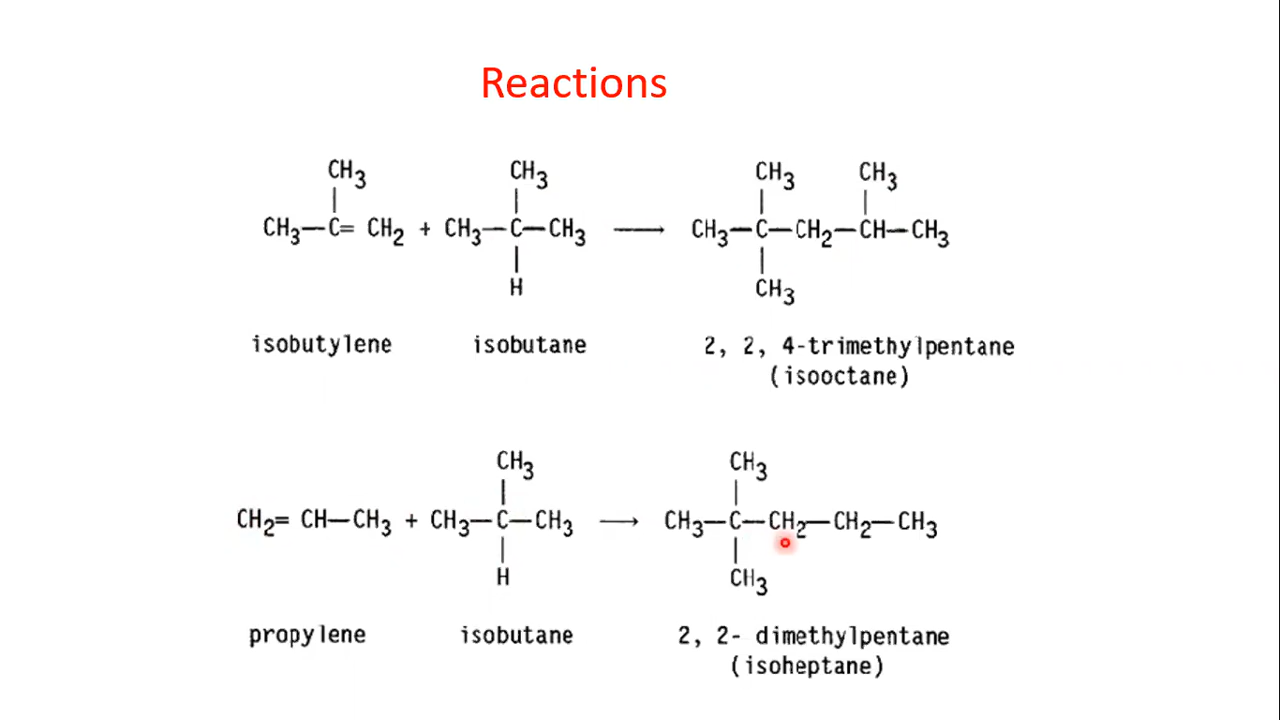 Reactions
CH3 CH3 CH3 CH3
CH3—C= CH2 + CH3—C—CH3 ⟶ CH3—C—CH2—CH—CH3
H CH3
isobutylene isobutane 2, 2, 4-trimethylpentane
(isooctane)
CH3 CH3
CH2= CH—CH3 + CH3—C—CH3 ⟶ CH3—C—CH2—CH2—CH3
H CH3
propylene isobutane 2, 2- dimethylpentane
(isoheptane)